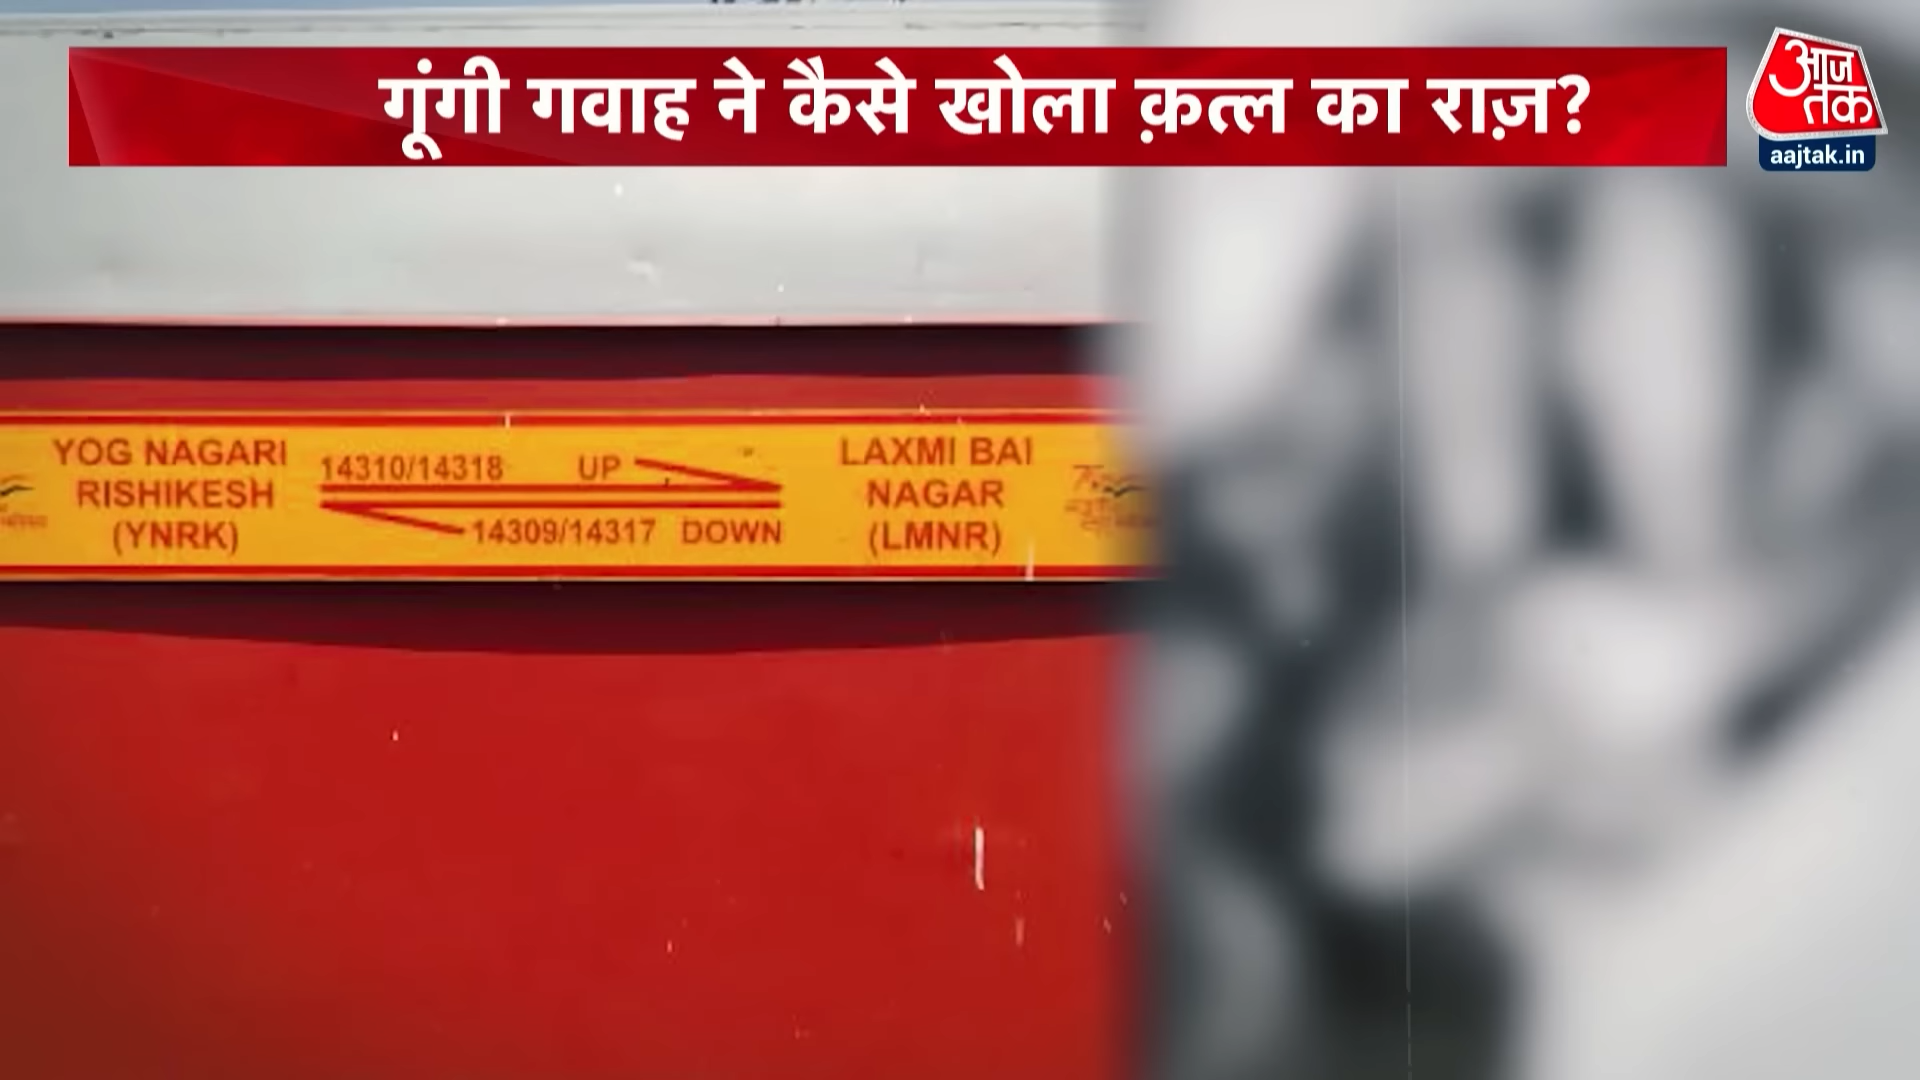 गूंगी गवाह ने कैसे खोला क़त्ल का राज़?
आज
तक
aajtak.in
YOG NAGARI
RISHIKESH
(YNRK)
14310/14318 UP
14309/14317 DOWN
LAXMI BAI
NAGAR
(LMNR)